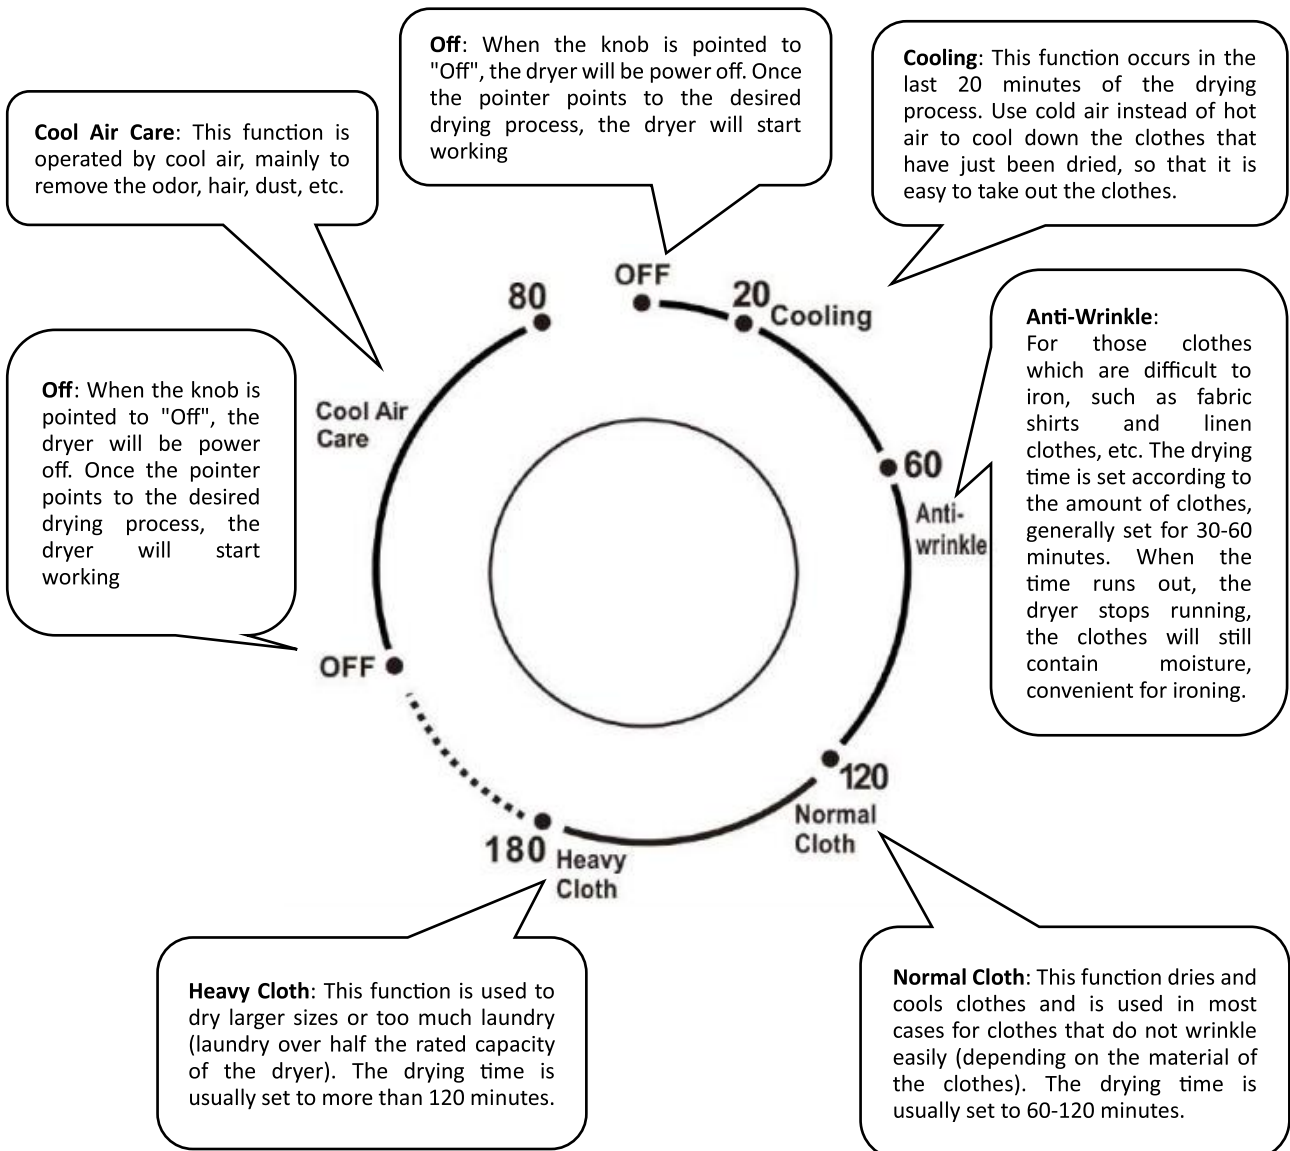 Off: When the knob is pointed to
"Off", the dryer will be power off. Once
the pointer points to the desired
drying process, the dryer will start
working
Cooling: This function occurs in the
last 20 minutes of the drying
process. Use cold air instead of hot
air to cool down the clothes that
have just been dried, so that it is
easy to take out the clothes.
Cool Air Care: This function is
operated by cool air, mainly to
remove the odor, hair, dust, etc.
Off: When the knob is
pointed to "Off", the
dryer will be power
off. Once the pointer
points to the desired
drying process, the
dryer will start
working
Anti-Wrinkle:
For those clothes
which are difficult to
iron, such as fabric
shirts and linen
clothes, etc. The drying
time is set according to
the amount of clothes,
generally set for 30-60
minutes. When the
time runs out, the
dryer stops running,
the clothes will still
contain moisture,
convenient for ironing.
OFF
80
20
Cooling
60
Anti-
wrinkle
Cool Air
Care
OFF
120
Normal
Cloth
180
Heavy
Cloth
Heavy Cloth: This function is used to
dry larger sizes or too much laundry
(laundry over half the rated capacity
of the dryer). The drying time is
usually set to more than 120 minutes.
Normal Cloth: This function dries and
cools clothes and is used in most
cases for clothes that do not wrinkle
easily (depending on the material of
the clothes). The drying time is
usually set to 60-120 minutes.